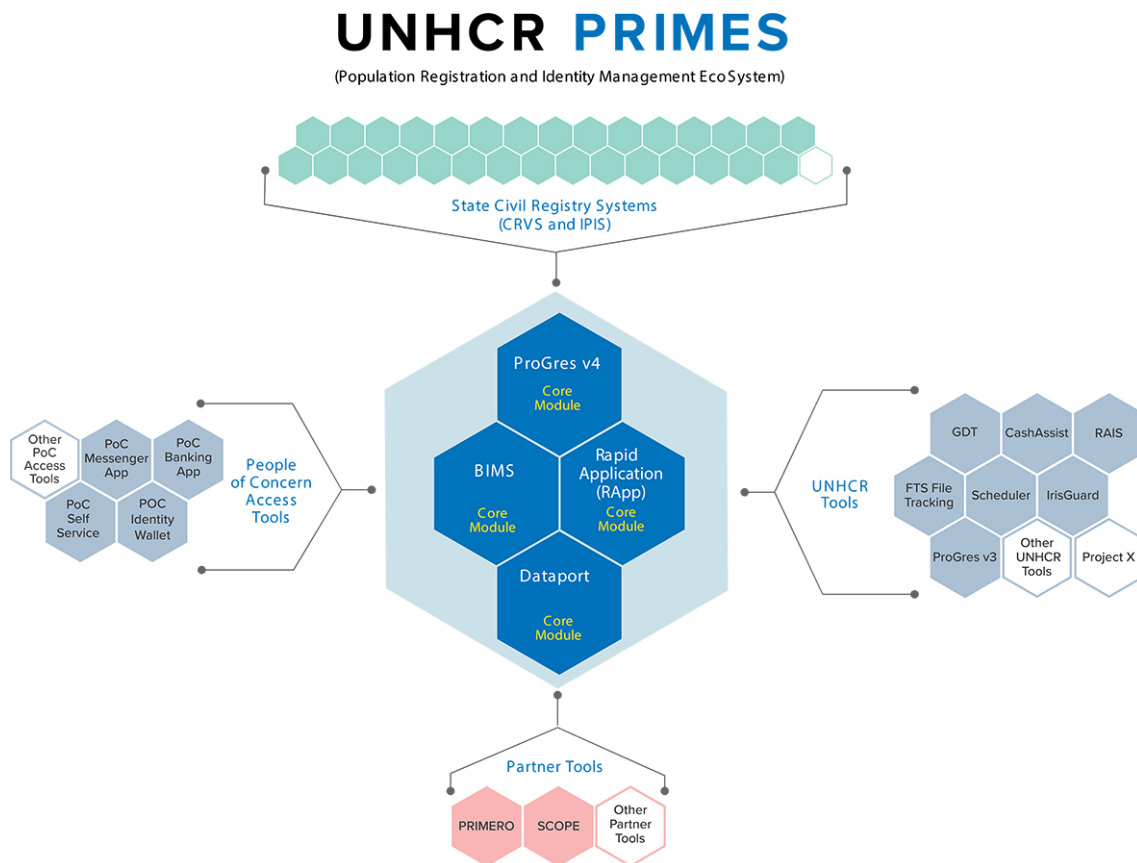 UNHCR PRIMES
(Population Registration and Identity Management EcoSystem)
State Civil Registry Systems
(CRVS and IPIS)
ProGres v4
Core
Module
BIMS
Core
Module
Rapid
Application
(RApp)
Core
Module
Dataport
Core
Module
Other
PoC
Access
Tools
PoC
Messenger
App
PoC
Banking
App
PoC
Self
Service
POC
Identity
Wallet
People
of Concern
Access
Tools
UNHCR
Tools
GDT
CashAssist
RAIS
FTS File
Tracking
Scheduler
IrisGuard
ProGres v3
Other
UNHCR
Tools
Project X
Partner Tools
PRIMERO
SCOPE
Other
Partner
Tools